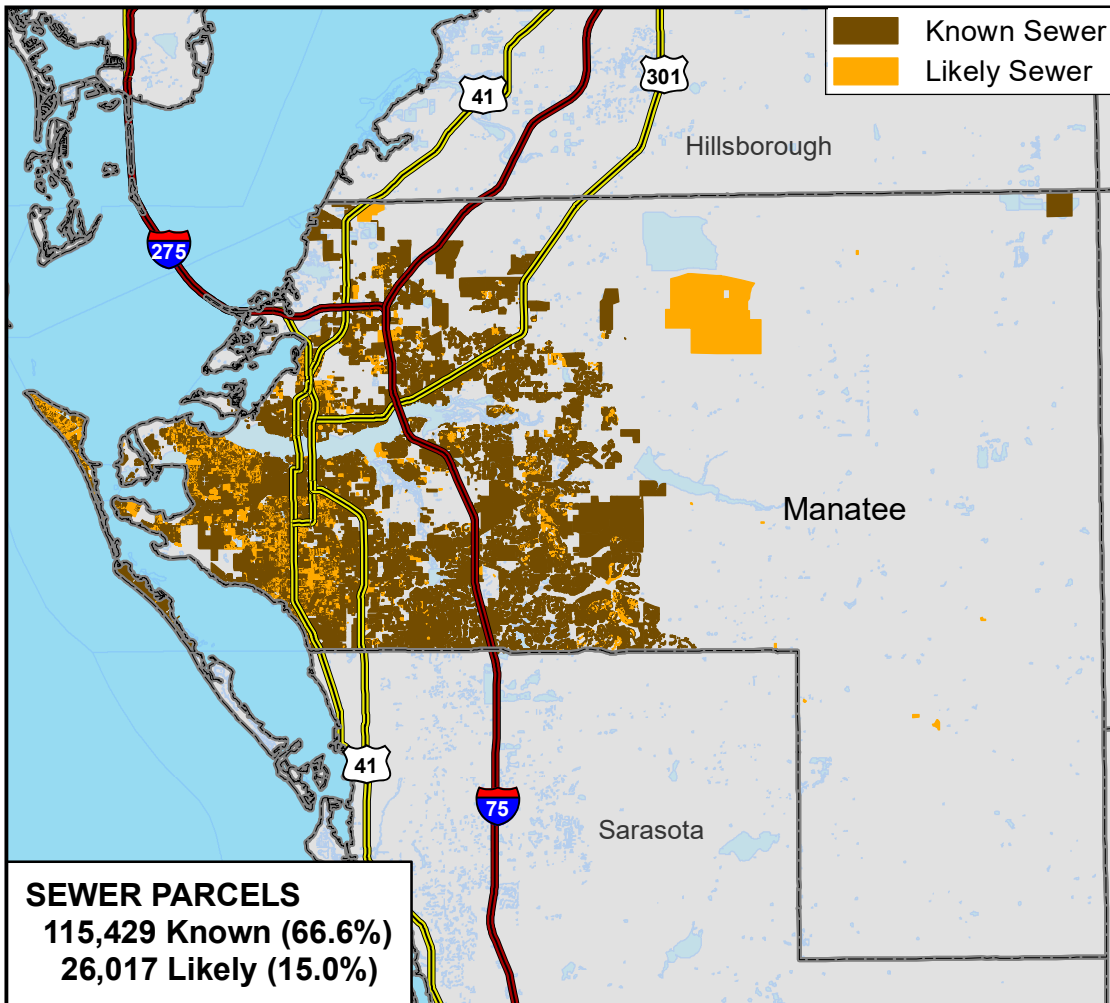 Known Sewer
Likely Sewer
41
301
Hillsborough
275
Manatee
41
75
Sarasota
SEWER PARCELS
115,429 Known (66.6%)
26,017 Likely (15.0%)